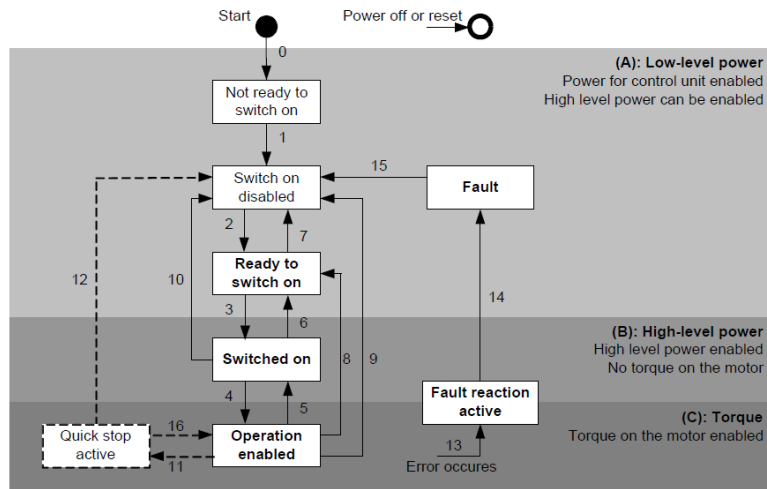 Start
Power off or reset
0
(A): Low-level power
Power for control unit enabled
High level power can be enabled
Not ready to
switch on
1
15
Switch on
disabled
Fault
2
7
12
10
Ready to
switch on
14
3
6
(B): High-level power
High level power enabled
No torque on the motor
Switched on
8
9
4
5
Fault reaction
active
(C): Torque
Torque on the motor enabled
Quick stop
active
16
11
Operation
enabled
13
Error occures